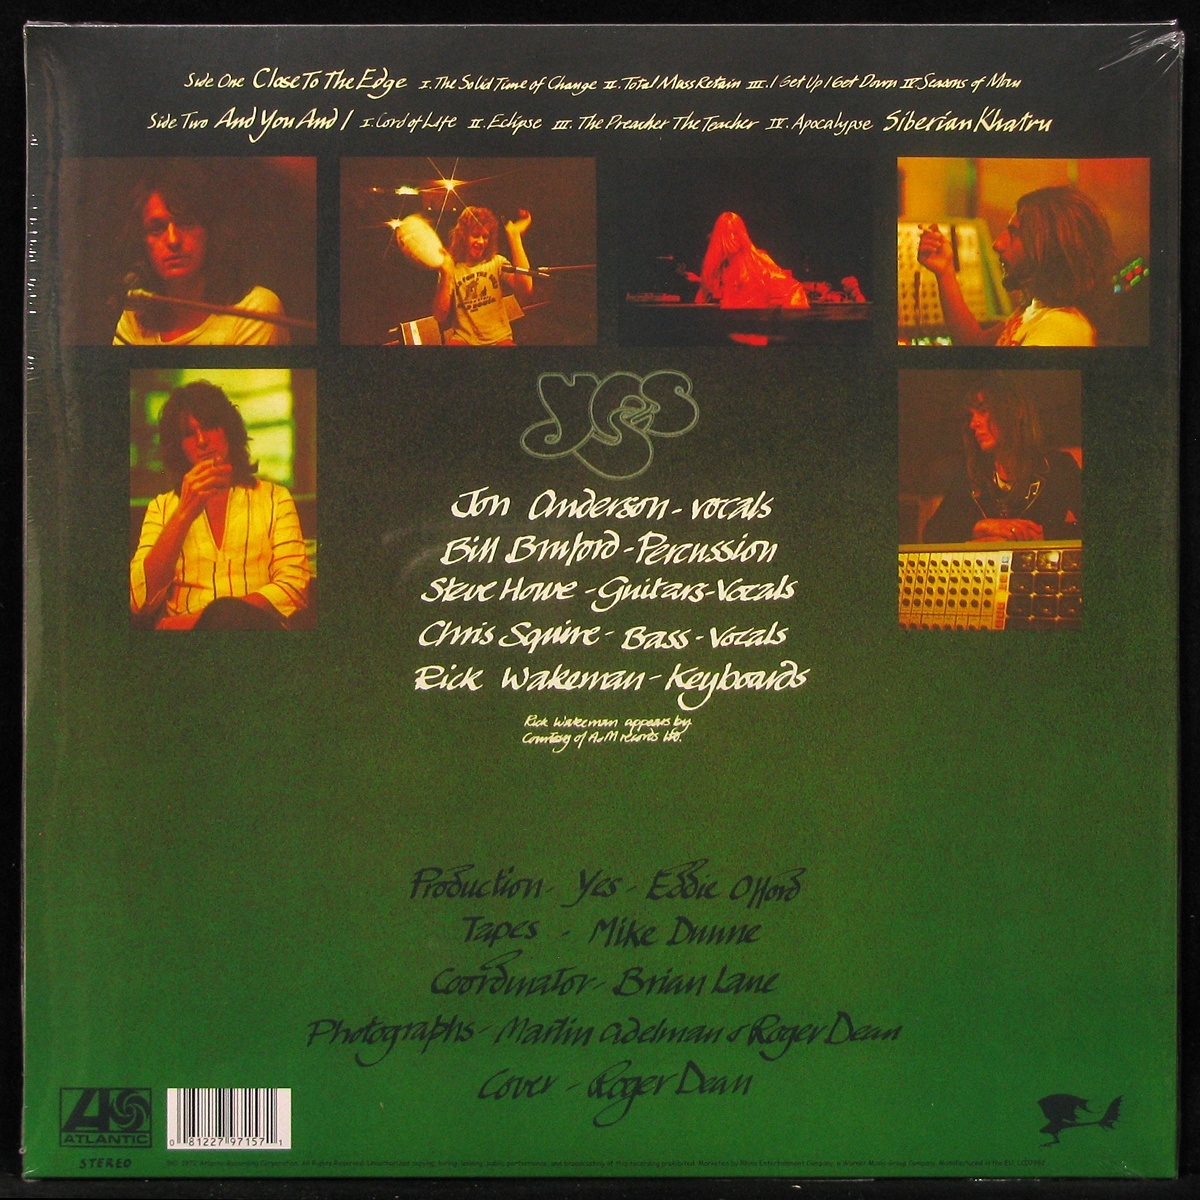 Side One Close To The Edge I. The Solid Time of Change II. Total Mass Retain III. I Get Up I Get Down IV. Seasons of Man
Side Two And You And I I. Cord of Life II. Eclipse III. The Preacher The Teacher IV. Apocalypse Siberian Khatru
yes
Jon Anderson - vocals
Bill Bruford - Percussion
Steve Howe - Guitars - Vocals
Chris Squire - Bass - Vocals
Rick Wakeman - Keyboards
Rick Wakeman appears by
Courtesy of A&M records Ltd.
Production - Yes - Eddie Offord
Tapes - Mike Dunne
Coordinator - Brian Lane
Photographs - Martin Adelman & Roger Dean
Cover - Roger Dean
ATLANTIC
STEREO
0 81227 97157 1